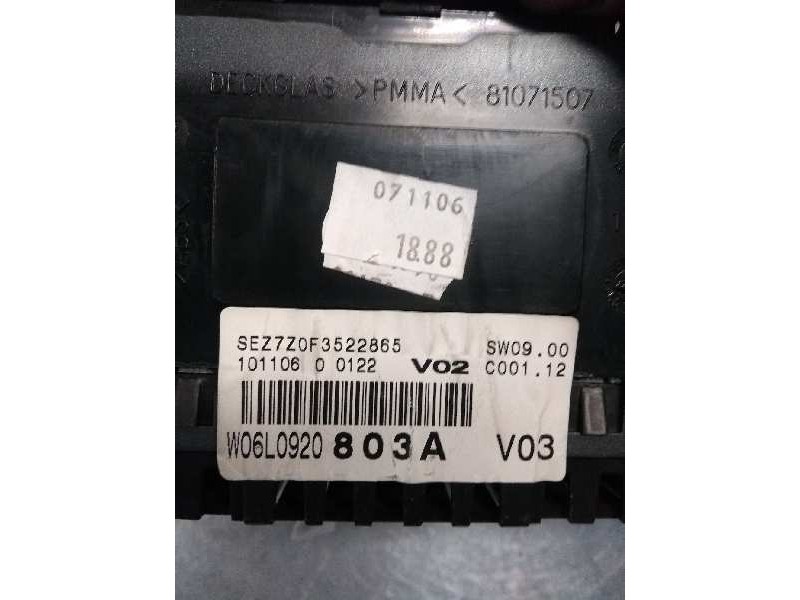 DECKGLAS >PMMA< 81071507
071106
18.88
SEZ7Z0F3522865 SW09.00
101106 0 0122 V02 C001.12
W06L0920 803A V03